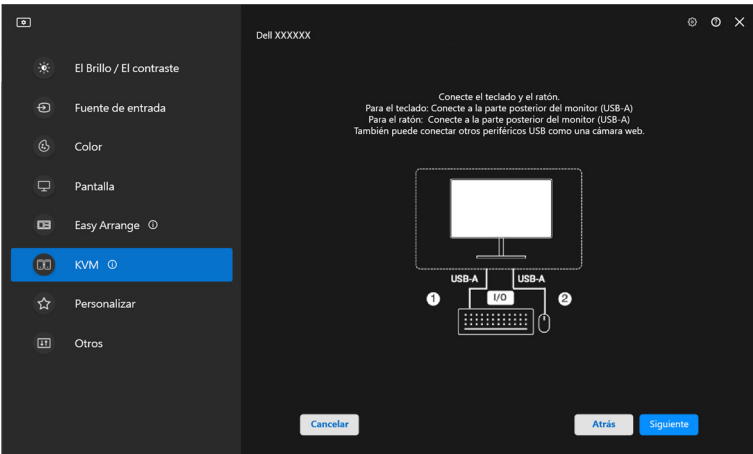 Dell XXXXXX
El Brillo / El contraste
Fuente de entrada
Color
Pantalla
Easy Arrange
KVM
Personalizar
Otros
Conecte el teclado y el ratón.
Para el teclado: Conecte a la parte posterior del monitor (USB-A)
Para el ratón: Conecte a la parte posterior del monitor (USB-A)
También puede conectar otros periféricos USB como una cámara web.
USB-A USB-A
1 I/O 2
Cancelar Atrás Siguiente